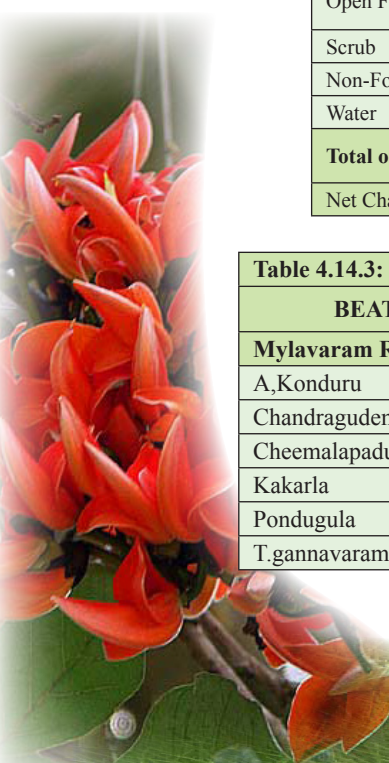 Open F
Scrub
Non-Fo
Water
Total o
Net Cha
Table 4.14.3:
BEAT
Mylavaram R
A,Konduru
Chandraguden
Cheemalapadu
Kakarla
Pondugula
T.gannavaram